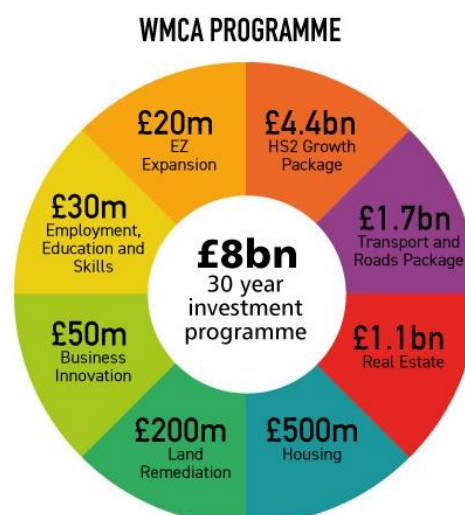 WMCA PROGRAMME
£20m
EZ
Expansion
£4.4bn
HS2 Growth
Package
£30m
Employment,
Education and
Skills
£1.7bn
Transport and
Roads Package
£8bn
30 year
investment
programme
£50m
Business
Innovation
£1.1bn
Real Estate
£200m
Land
Remediation
£500m
Housing